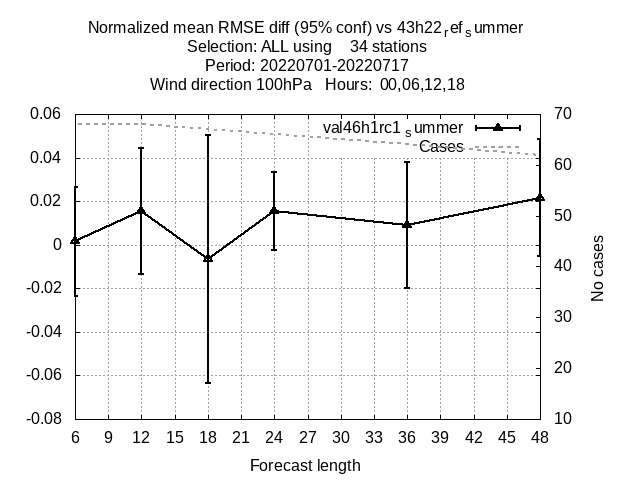 Normalized mean RMSE diff (95% conf) vs 43h22ᵣefₛummer
Selection: ALL using 34 stations
Period: 20220701-20220717
Wind direction 100hPa Hours: 00,06,12,18
0.06
0.04
0.02
0
-0.02
-0.04
-0.06
-0.08
70
60
50
40
30
20
10
val46h1rc1ₛummer
Cases
No cases
6 9 12 15 18 21 24 27 30 33 36 39 42 45 48
Forecast length